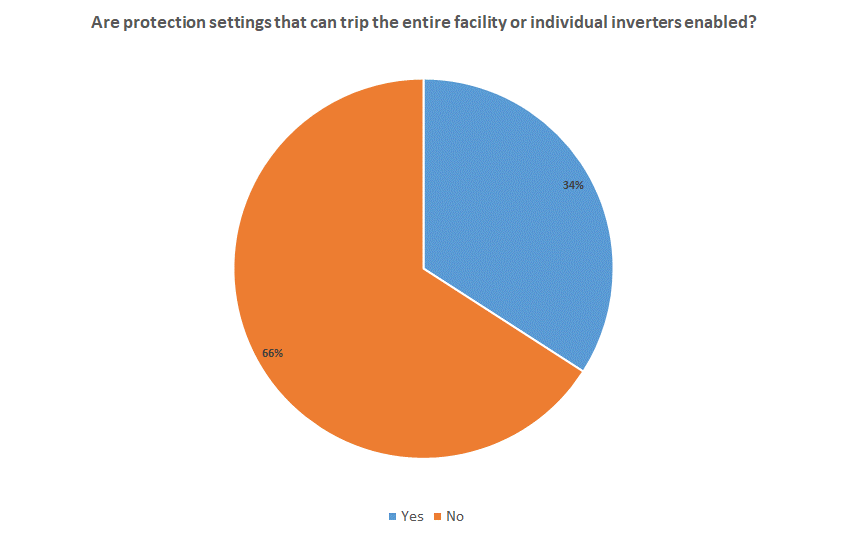 Are protection settings that can trip the entire facility or individual inverters enabled?
34%
66%
Yes No